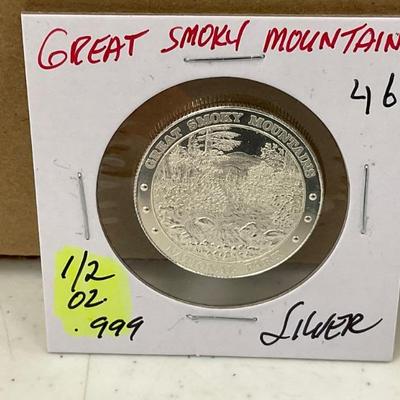 GREAT SMOKY MOUNTAIN
46
GREAT SMOKY MOUNTAINS
1/2
OZ
.999
SILVER